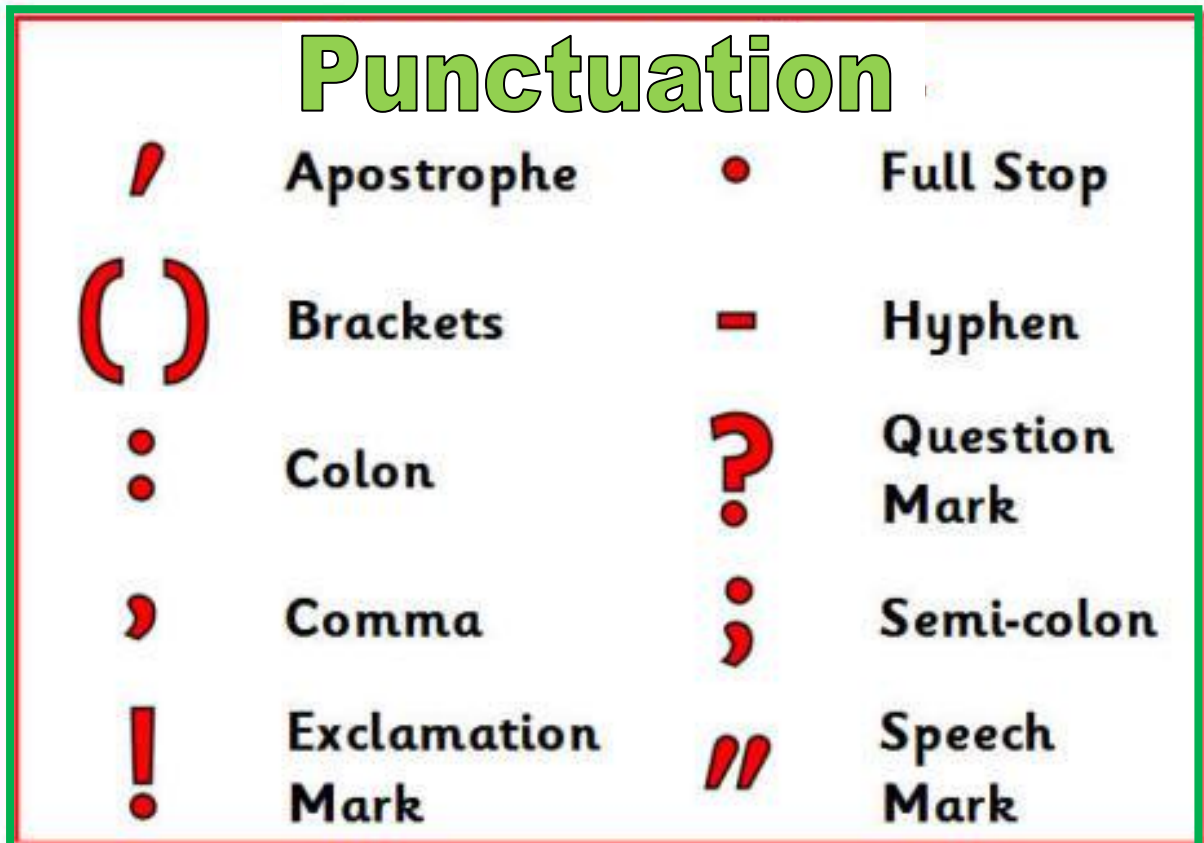 Punctuation
' Apostrophe . Full Stop
( ) Brackets - Hyphen
: Colon ? Question
Mark
, Comma ; Semi-colon
! Exclamation
Mark
" Speech
Mark